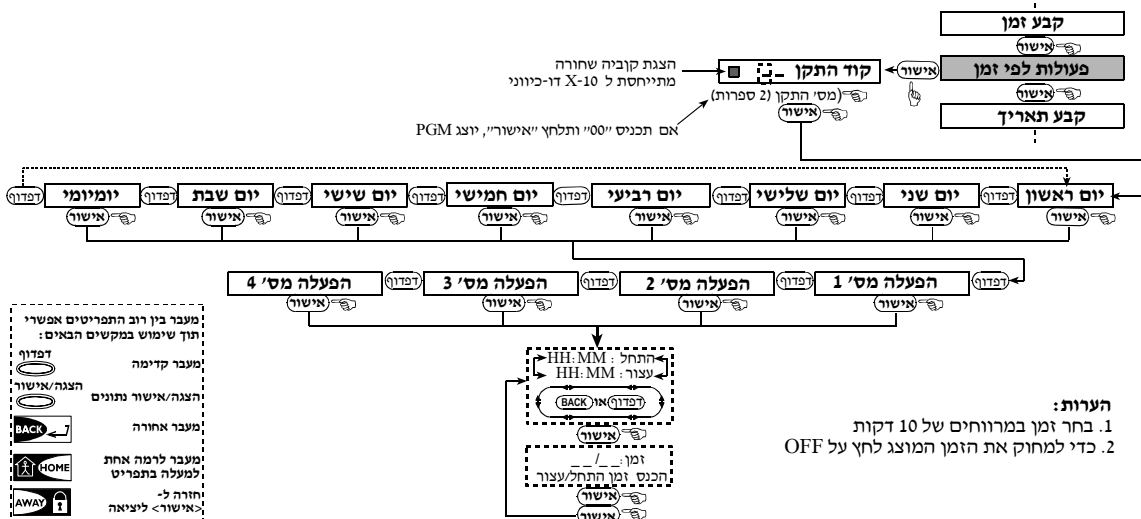 קבע זמן
אישור
פעולות לפי זמן
אישור
קבע תאריך
אישור
קוד התקן _ _
הצגת קוביה שחורה
מתייחסת ל X-10 דו-כיווני
(מס׳ התקן (2 ספרות)
אישור
אם תכניס ״00״ ותלחץ ״אישור״, יוצג PGM
יום ראשון דפדוף יום שני דפדוף יום שלישי דפדוף יום רביעי דפדוף יום חמישי דפדוף יום שישי דפדוף יום שבת דפדוף יומיומי דפדוף
אישור אישור אישור אישור אישור אישור אישור אישור
דפדוף הפעלה מס׳ 1 דפדוף הפעלה מס׳ 2 דפדוף הפעלה מס׳ 3 דפדוף הפעלה מס׳ 4
אישור אישור אישור אישור
התחל : HH:MM
עצור : HH:MM
דפדוף או BACK
אישור
זמן: _ _/_ _
הכנס זמן התחל/עצור
אישור
אישור
הערות:
1. בחר זמן במרווחים של 10 דקות
2. כדי למחוק את הזמן המוצג לחץ על OFF
מעבר בין רוב התפריטים אפשרי
תוך שימוש במקשים הבאים:
מעבר קדימה דפדוף
הצגה/אישור נתונים הצגה/אישור
מעבר אחורה BACK
מעבר לרמה אחת
למעלה בתפריט HOME
חזרה ל-
<אישור> ליציאה AWAY